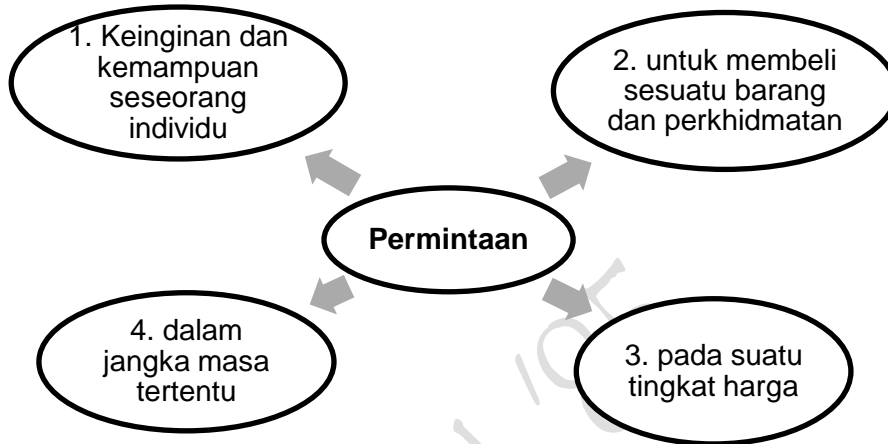 1. Keinginan dan
kemampuan
seseorang
individu
2. untuk membeli
sesuatu barang
dan perkhidmatan
Permintaan
3. pada suatu
tingkat harga
4. dalam
jangka masa
tertentu